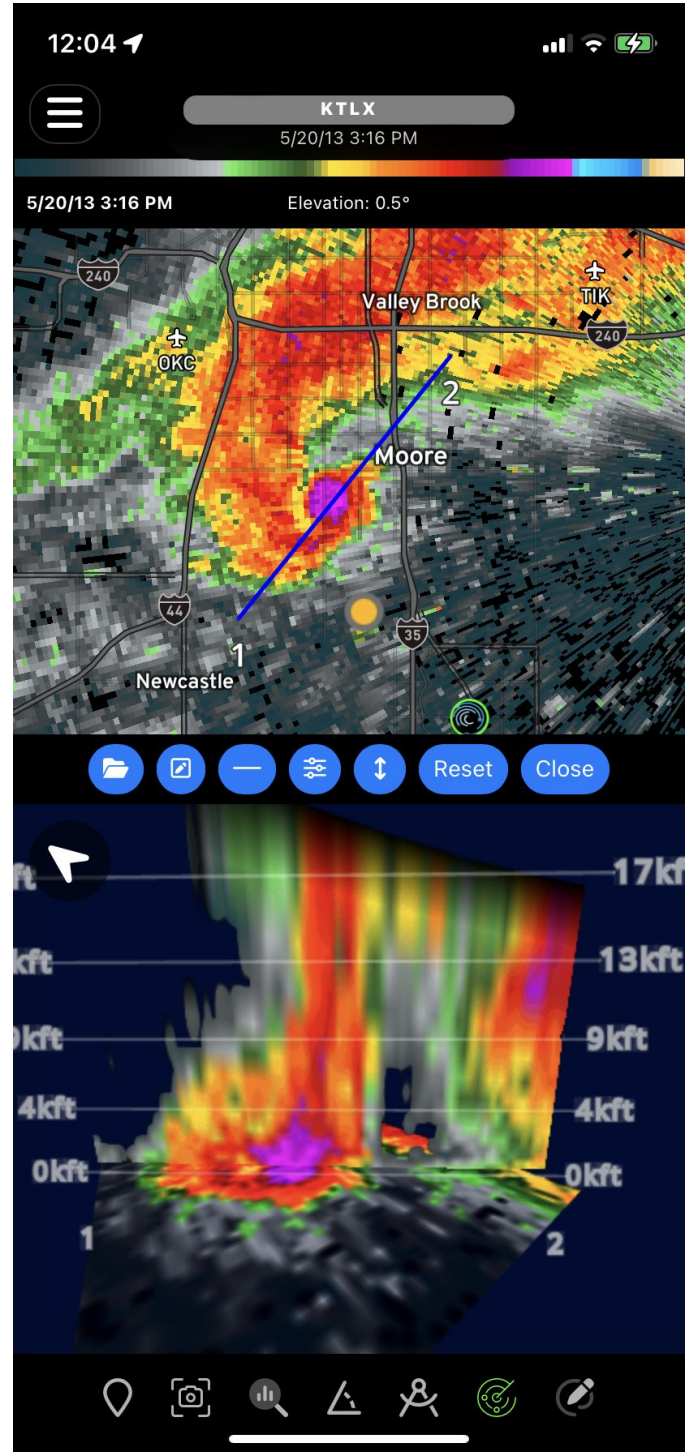 12:04
KTLX
5/20/13 3:16 PM
5/20/13 3:16 PM Elevation: 0.5°
240
TIK
Valley Brook
OKC
240
2
Moore
44
35
1
Newcastle
Reset Close
ft 17kf
kft 13kft
kft 9kft
4kft 4kft
0kft 0kft
1 2